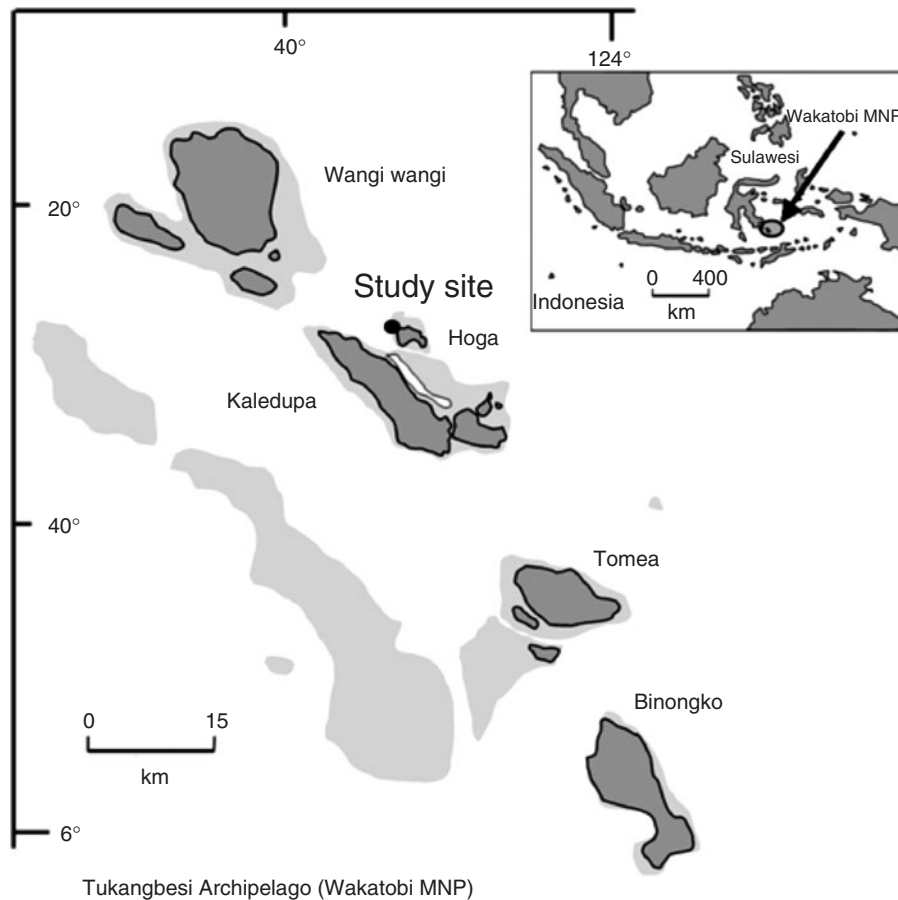 40°
124°
Wakatobi MNP
Sulawesi
Wangi wangi
20°
0 400
km
Indonesia
Study site
Hoga
Kaledupa
40°
Tomea
Binongko
0 15
km
6°
Tukangbesi Archipelago (Wakatobi MNP)